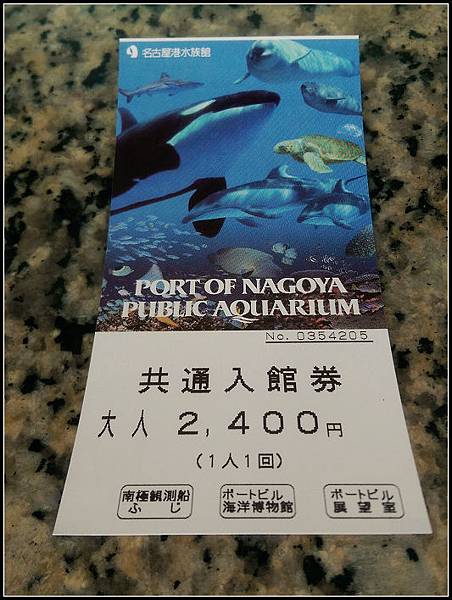 名古屋港水族館
PORT OF NAGOYA
PUBLIC AQUARIUM
No. 0354205
共通入館券
大人 2,400円
(1人1回)
南極観測船
ふじ
ポートビル
海洋博物館
ポートビル
展望室